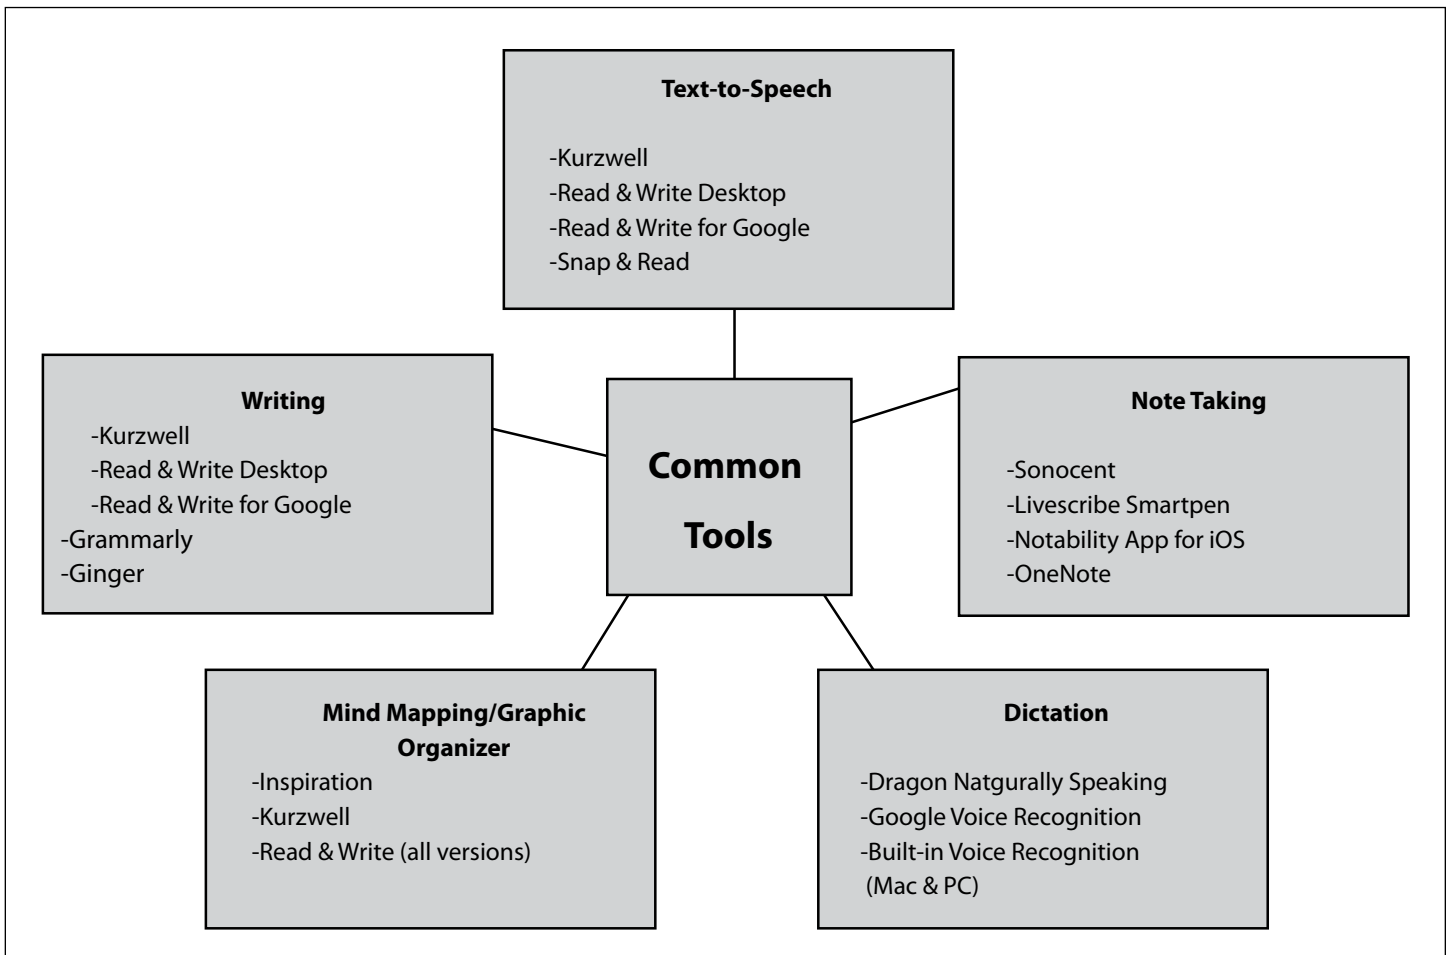 Text-to-Speech
-Kurzwell
-Read & Write Desktop
-Read & Write for Google
-Snap & Read
Writing
-Kurzwell
-Read & Write Desktop
-Read & Write for Google
-Grammarly
-Ginger
Common
Tools
Note Taking
-Sonocent
-Livescribe Smartpen
-Notability App for iOS
-OneNote
Mind Mapping/Graphic
Organizer
-Inspiration
-Kurzwell
-Read & Write (all versions)
Dictation
-Dragon Natgurally Speaking
-Google Voice Recognition
-Built-in Voice Recognition
(Mac & PC)